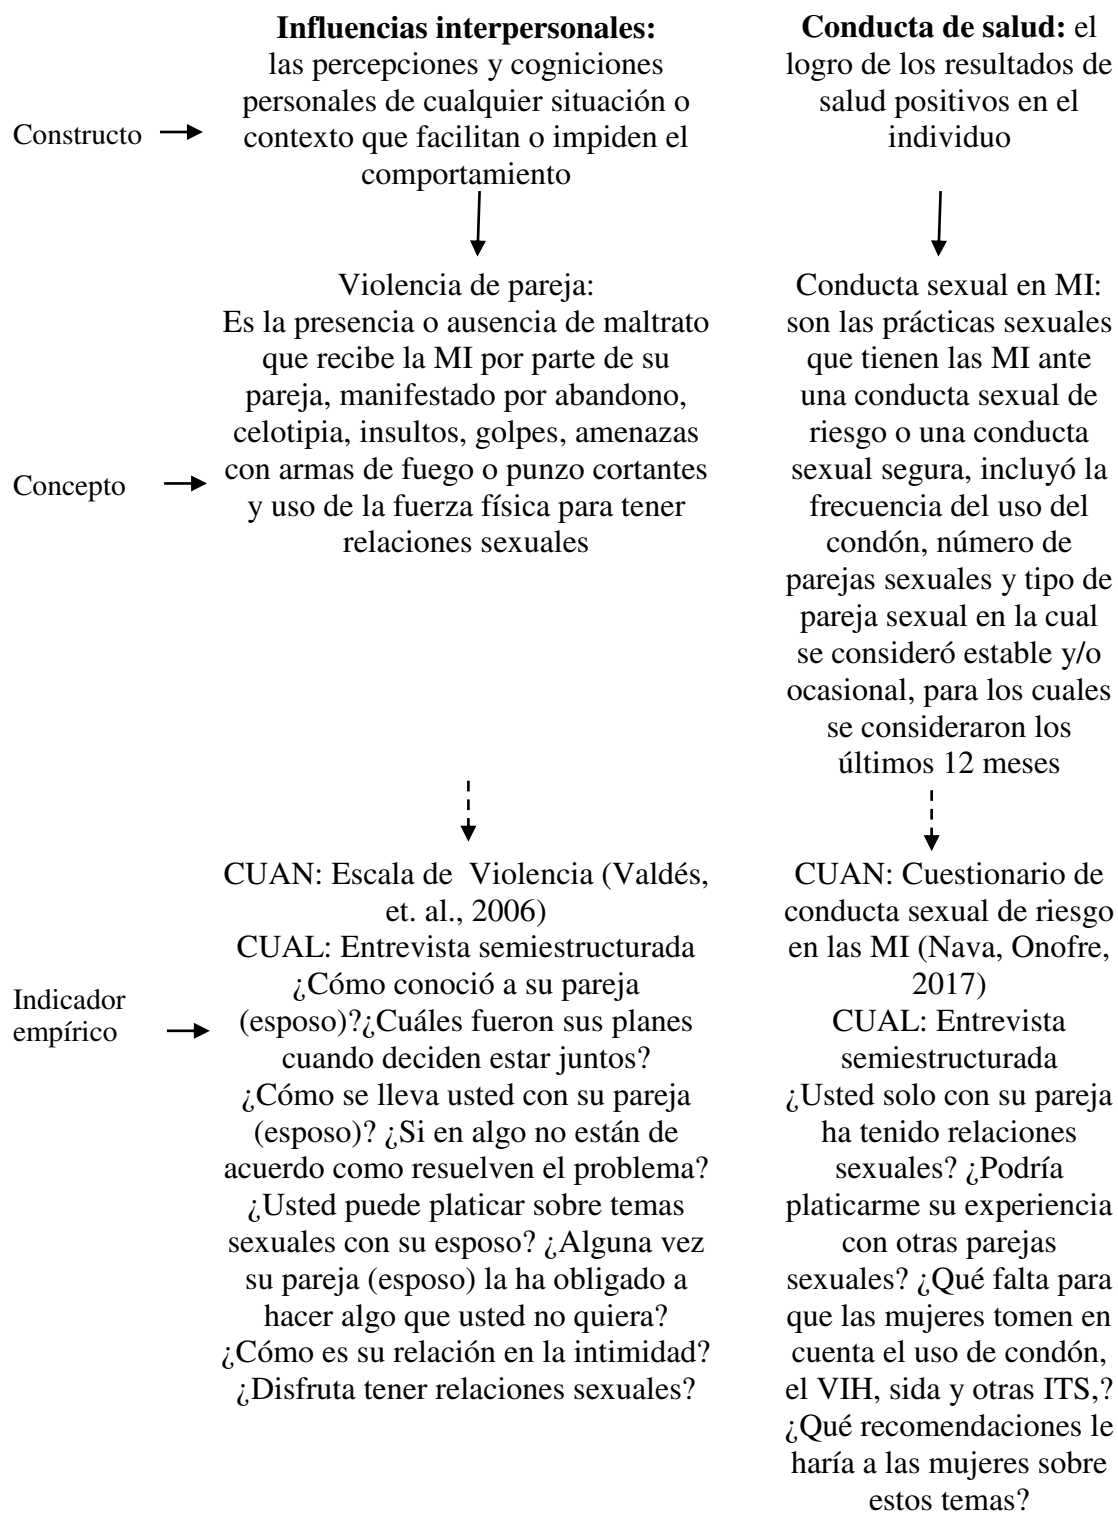 Influencias interpersonales:
las percepciones y cogniciones
personales de cualquier situación o
contexto que facilitan o impiden el
comportamiento
Conducta de salud: el
logro de los resultados de
salud positivos en el
individuo
Constructo
Violencia de pareja:
Es la presencia o ausencia de maltrato
que recibe la MI por parte de su
pareja, manifestado por abandono,
celotipia, insultos, golpes, amenazas
con armas de fuego o punzo cortantes
y uso de la fuerza física para tener
relaciones sexuales
Conducta sexual en MI:
son las prácticas sexuales
que tienen las MI ante
una conducta sexual de
riesgo o una conducta
sexual segura, incluyó la
frecuencia del uso del
condón, número de
parejas sexuales y tipo de
pareja sexual en la cual
se consideró estable y/o
ocasional, para los cuales
se consideraron los
últimos 12 meses
Concepto
CUAN: Escala de Violencia (Valdés,
et. al., 2006)
CUAL: Entrevista semiestructurada
¿Cómo conoció a su pareja
(esposo)?¿Cuáles fueron sus planes
cuando deciden estar juntos?
¿Cómo se lleva usted con su pareja
(esposo)? ¿Si en algo no están de
acuerdo como resuelven el problema?
¿Usted puede platicar sobre temas
sexuales con su esposo? ¿Alguna vez
su pareja (esposo) la ha obligado a
hacer algo que usted no quiera?
¿Cómo es su relación en la intimidad?
¿Disfruta tener relaciones sexuales?
CUAN: Cuestionario de
conducta sexual de riesgo
en las MI (Nava, Onofre,
2017)
CUAL: Entrevista
semiestructurada
¿Usted solo con su pareja
ha tenido relaciones
sexuales? ¿Podría
platicarme su experiencia
con otras parejas
sexuales? ¿Qué falta para
que las mujeres tomen en
cuenta el uso de condón,
el VIH, sida y otras ITS,?
¿Qué recomendaciones le
haría a las mujeres sobre
estos temas?
Indicador
empírico